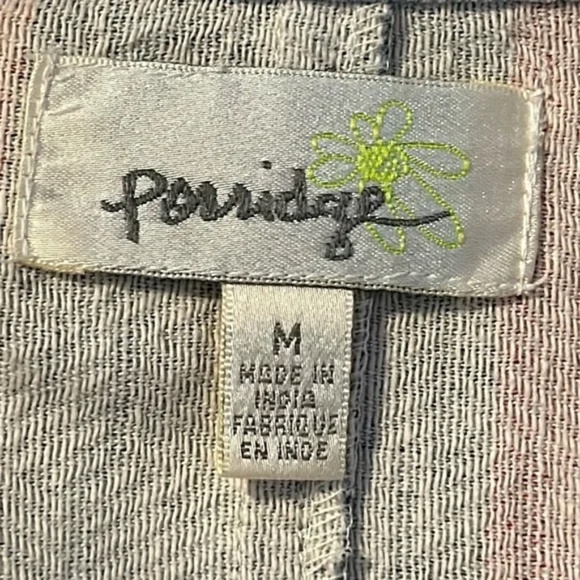 Porridge
M
MADE IN
INDIA
FABRIQUE
EN INDE